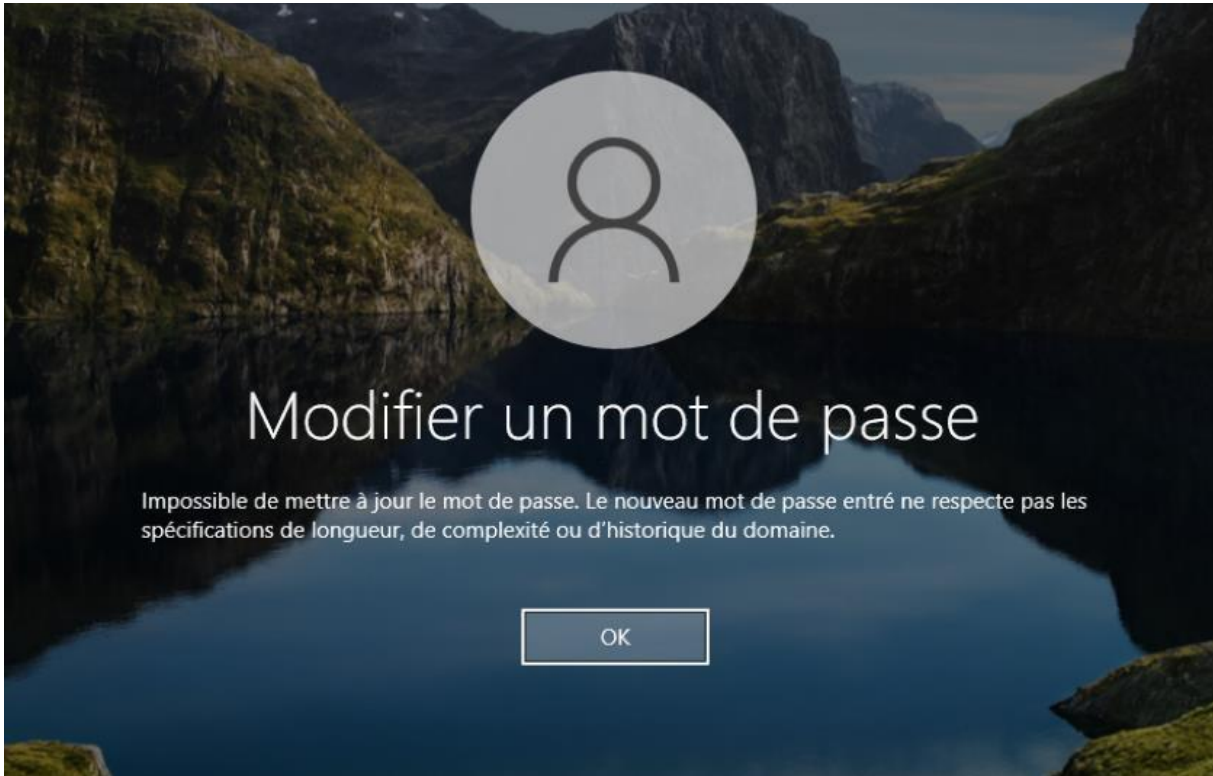 Modifier un mot de passe
Impossible de mettre à jour le mot de passe. Le nouveau mot de passe entré ne respecte pas les
spécifications de longueur, de complexité ou d’historique du domaine.
OK